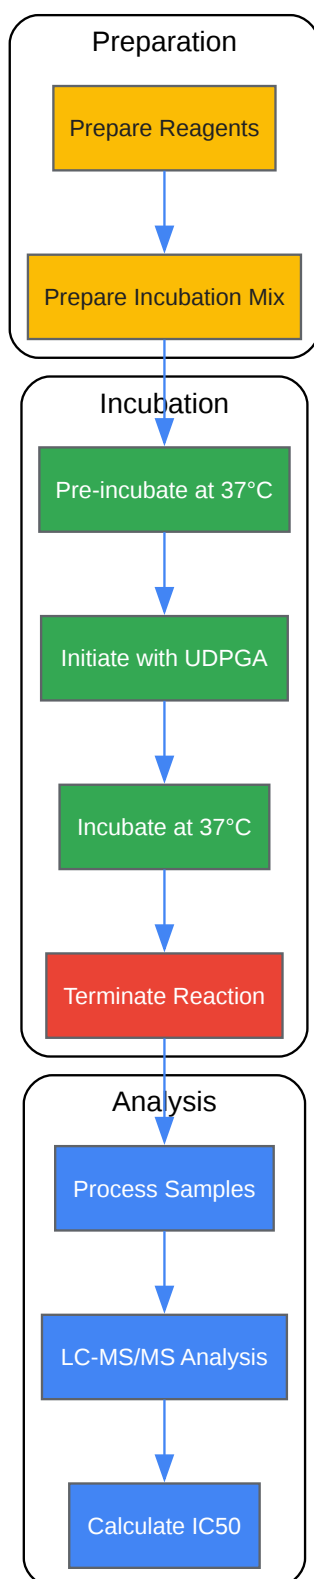 Preparation
Prepare Reagents
Prepare Incubation Mix
Incubation
Pre-incubate at 37°C
Initiate with UDPGA
Incubate at 37°C
Terminate Reaction
Analysis
Process Samples
LC-MS/MS Analysis
Calculate IC50